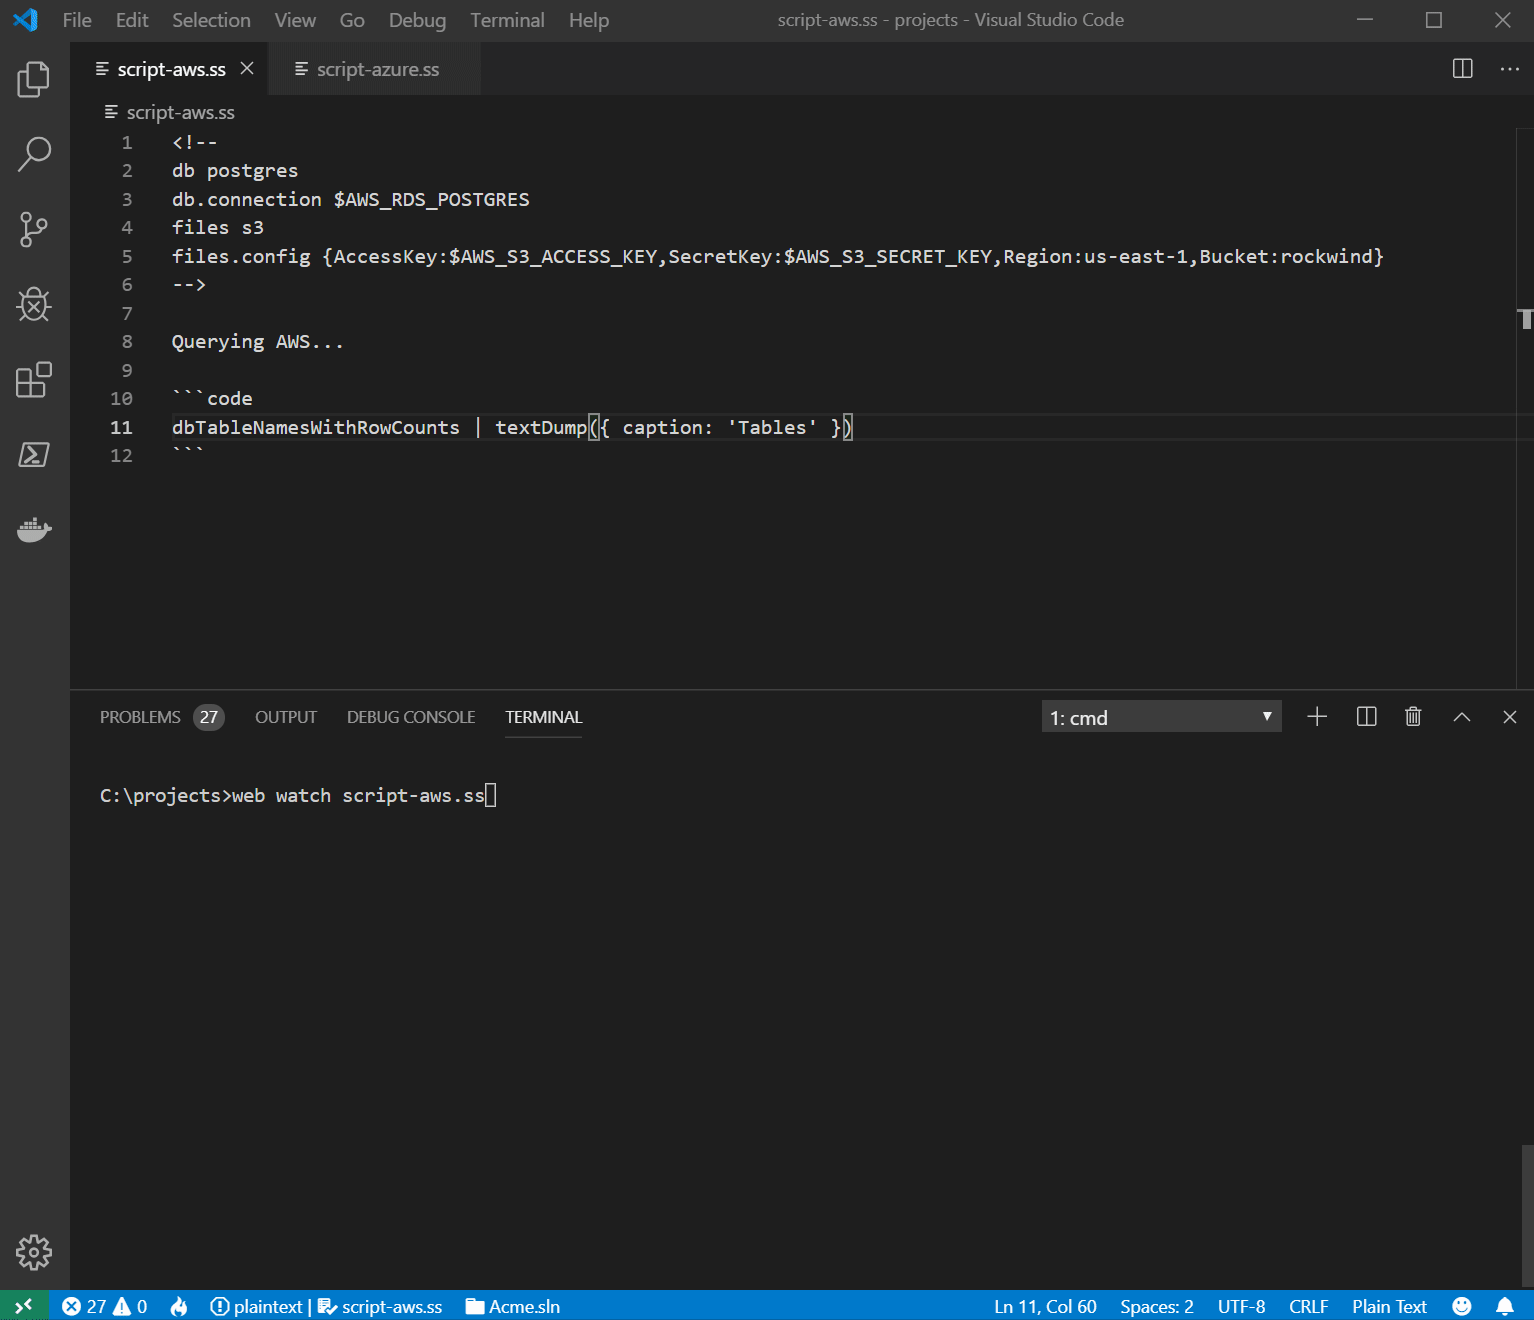 File Edit Selection View Go Debug Terminal Help script-aws.ss - projects - Visual Studio Code
script-aws.ss script-azure.ss
script-aws.ss
1 <!--
2 db postgres
3 db.connection $AWS_RDS_POSTGRES
4 files s3
5 files.config {AccessKey:$AWS_S3_ACCESS_KEY,SecretKey:$AWS_S3_SECRET_KEY,Region:us-east-1,Bucket:rockwind}
6 -->
7
8 Querying AWS...
9
10 ```code
11 dbTableNamesWithRowCounts | textDump({ caption: 'Tables' })
12 ```
PROBLEMS 27 OUTPUT DEBUG CONSOLE TERMINAL 1: cmd
C:\projects>web watch script-aws.ss
27 0 plaintext | script-aws.ss Acme.sln Ln 11, Col 60 Spaces: 2 UTF-8 CRLF Plain Text